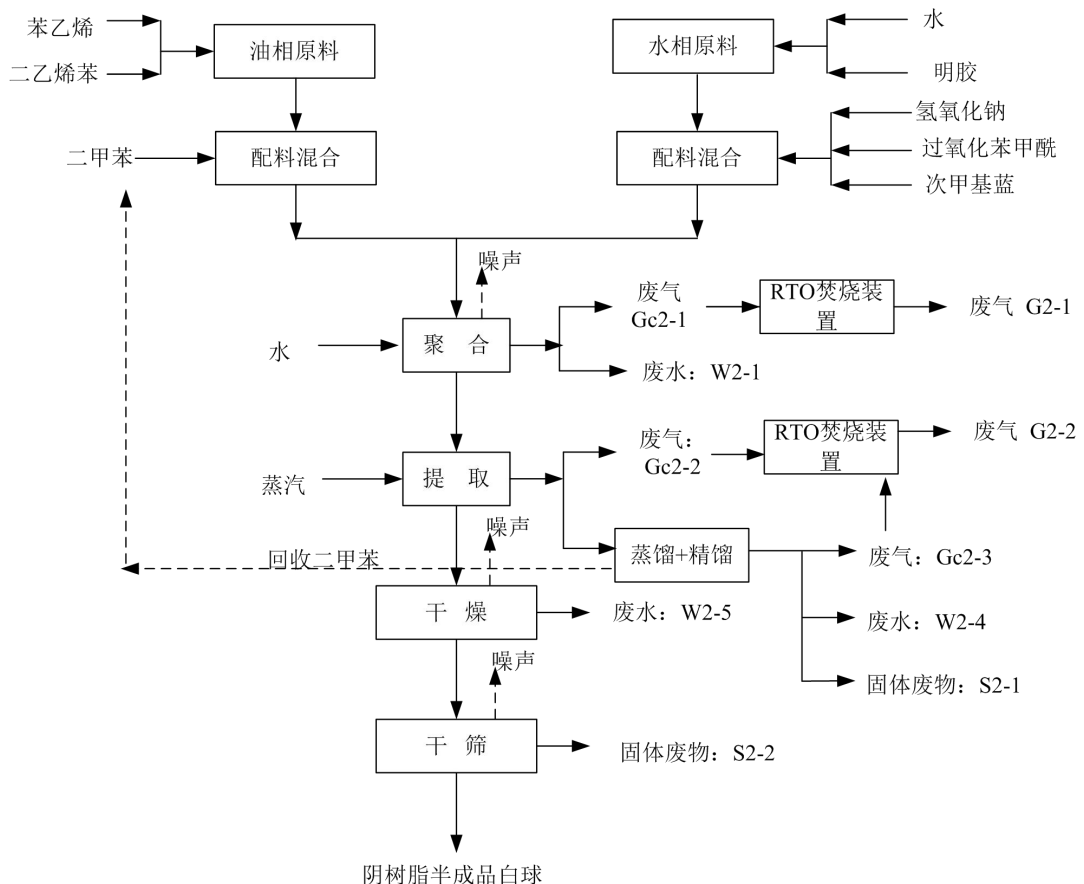 苯乙烯
二乙烯苯
油相原料
水相原料
水
明胶
二甲苯
配料混合
配料混合
氢氧化钠
过氧化苯甲酰
次甲基蓝
噪声
水
聚 合
废气
Gc2-1
RTO焚烧装
置
废气 G2-1
废水：W2-1
蒸汽
提 取
废气：
Gc2-2
RTO焚烧装
置
废气 G2-2
噪声
回收二甲苯
蒸馏+精馏
废气：Gc2-3
干 燥
废水：W2-5
废水：W2-4
噪声
固体废物：S2-1
干 筛
固体废物：S2-2
阴树脂半成品白球